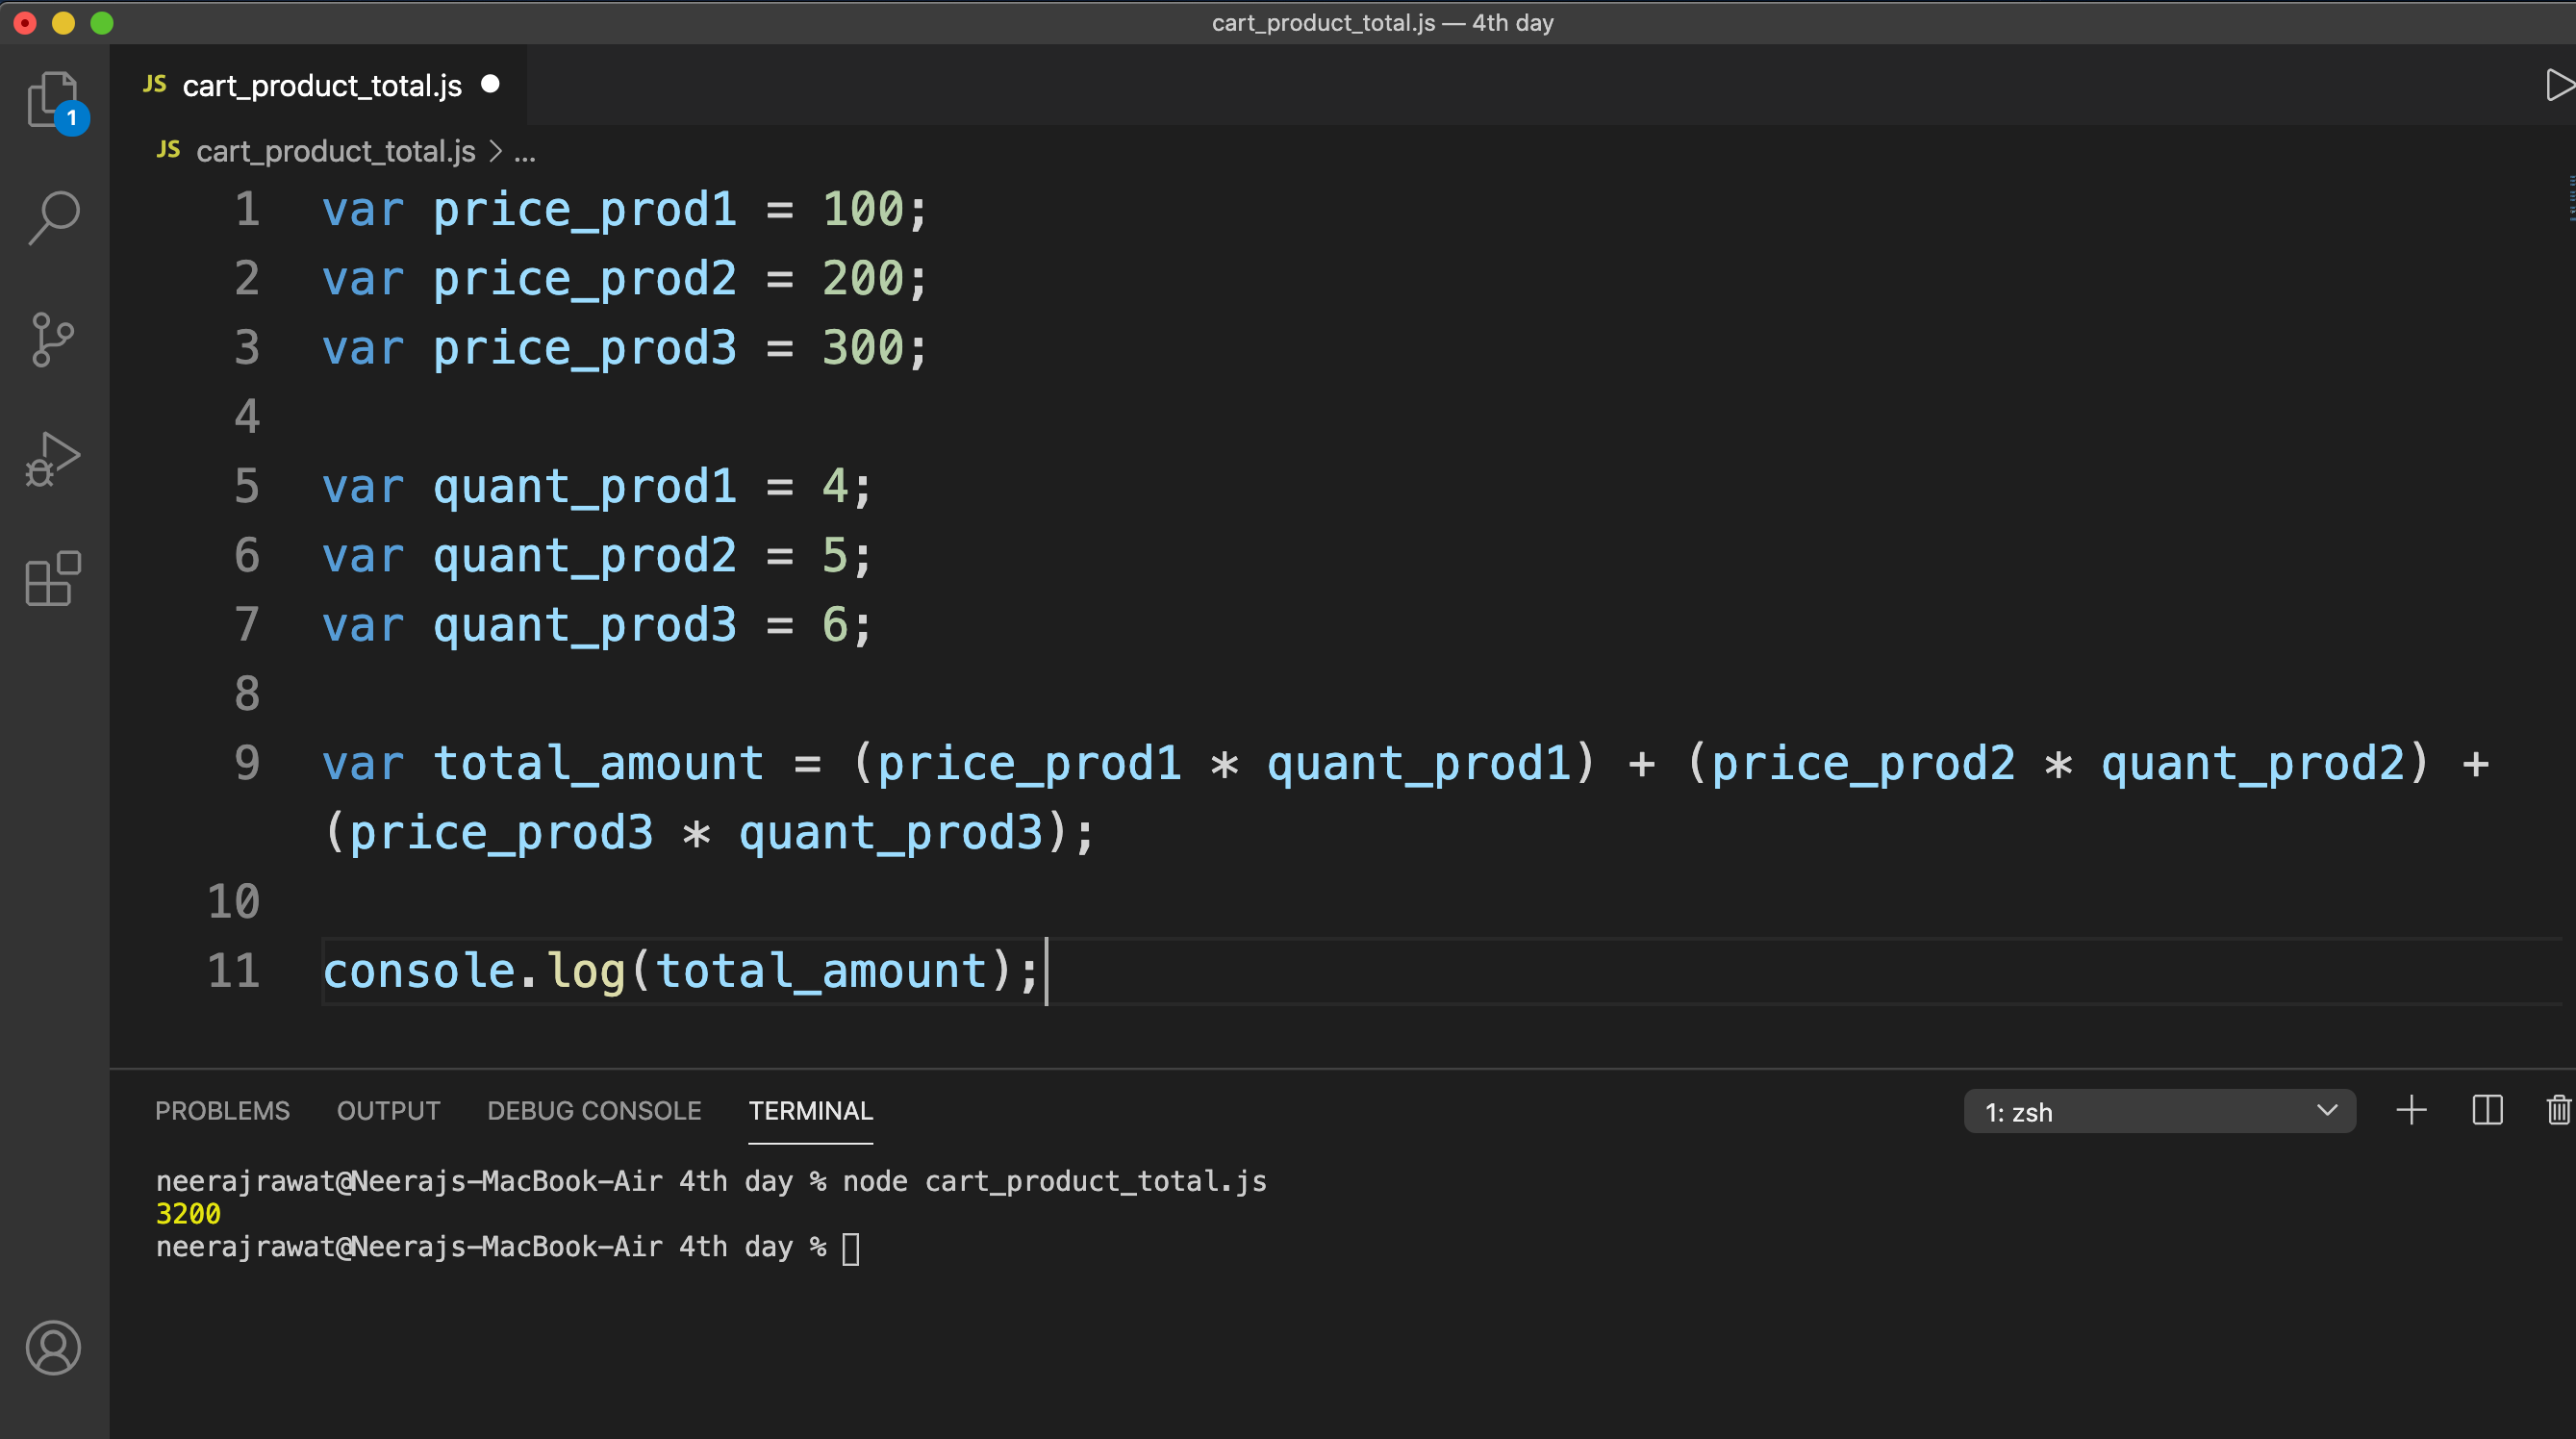 cart_product_total.js — 4th day
JS cart_product_total.js
1
JS cart_product_total.js > ...
1 var price_prod1 = 100;
2 var price_prod2 = 200;
3 var price_prod3 = 300;
4
5 var quant_prod1 = 4;
6 var quant_prod2 = 5;
7 var quant_prod3 = 6;
8
9 var total_amount = (price_prod1 * quant_prod1) + (price_prod2 * quant_prod2) +
(price_prod3 * quant_prod3);
10
11 console.log(total_amount);
PROBLEMS OUTPUT DEBUG CONSOLE TERMINAL 1: zsh
neerajrawat@Neerajs-MacBook-Air 4th day % node cart_product_total.js
3200
neerajrawat@Neerajs-MacBook-Air 4th day %